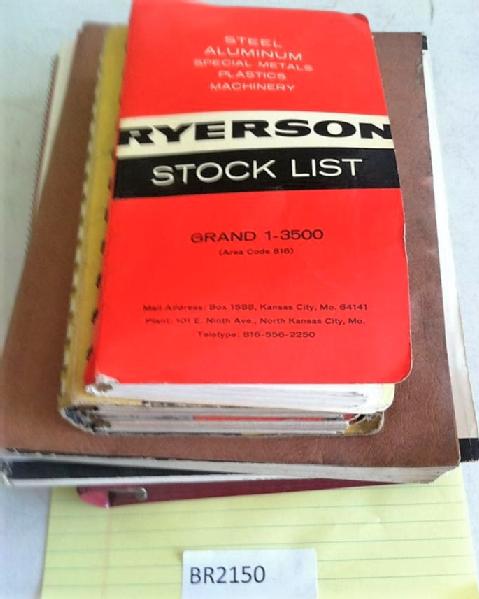 STEEL
ALUMINUM
SPECIAL METALS
PLASTICS
MACHINERY
RYERSON
STOCK LIST
GRAND 1-3500
(Area Code 816)
Mail Address: Box 1588, Kansas City, Mo. 64141
Plant: 101 E. Ninth Ave., North Kansas City, Mo.
Teletype: 816-556-2250
BR2150